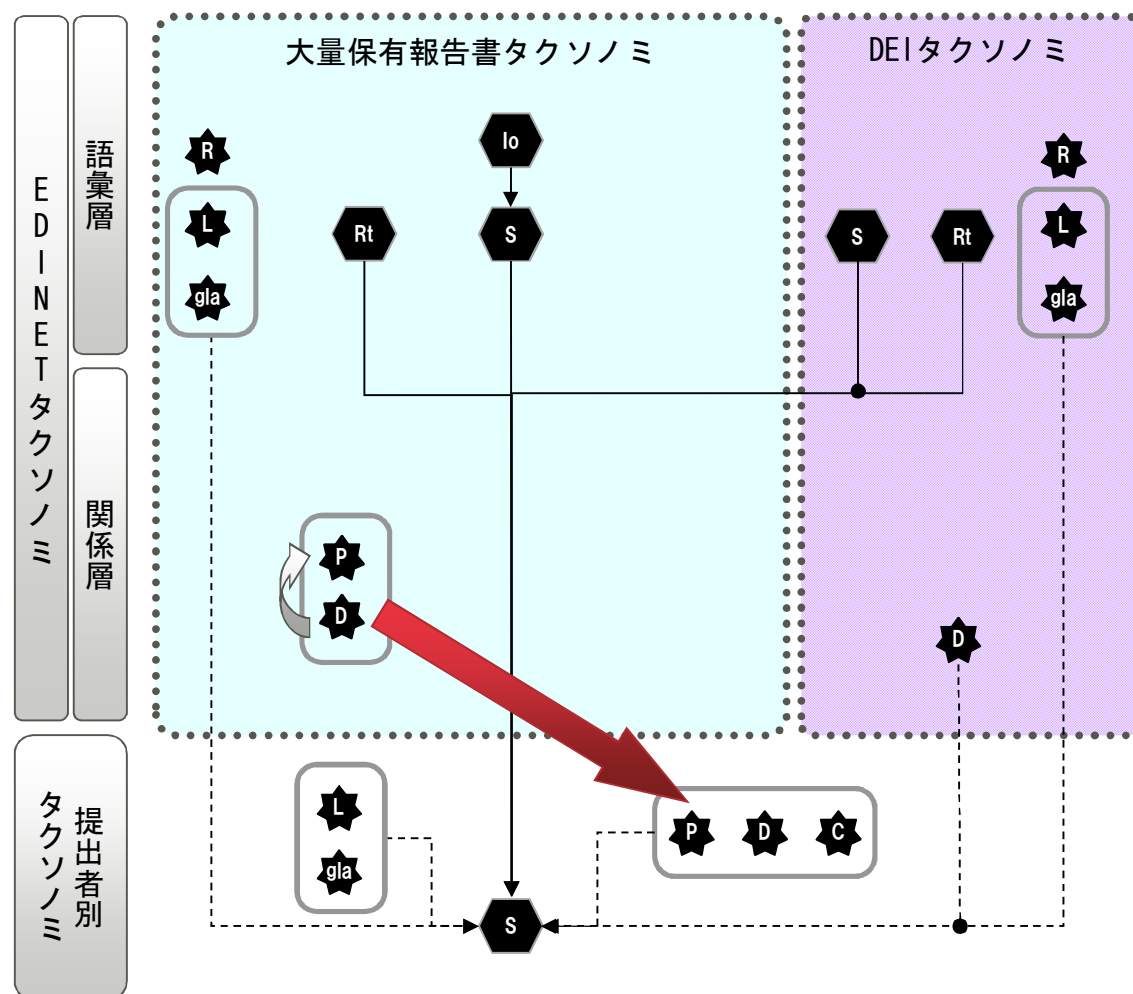 大量保有報告書タクソノミ
DEIタクソノミ
EDINETタクソノミ
語彙層
関係層
提出者別
タクソノミ
R
L
gla
Rt
Io
S
S
Rt
R
L
gla
P
D
D
L
gla
P D C
S